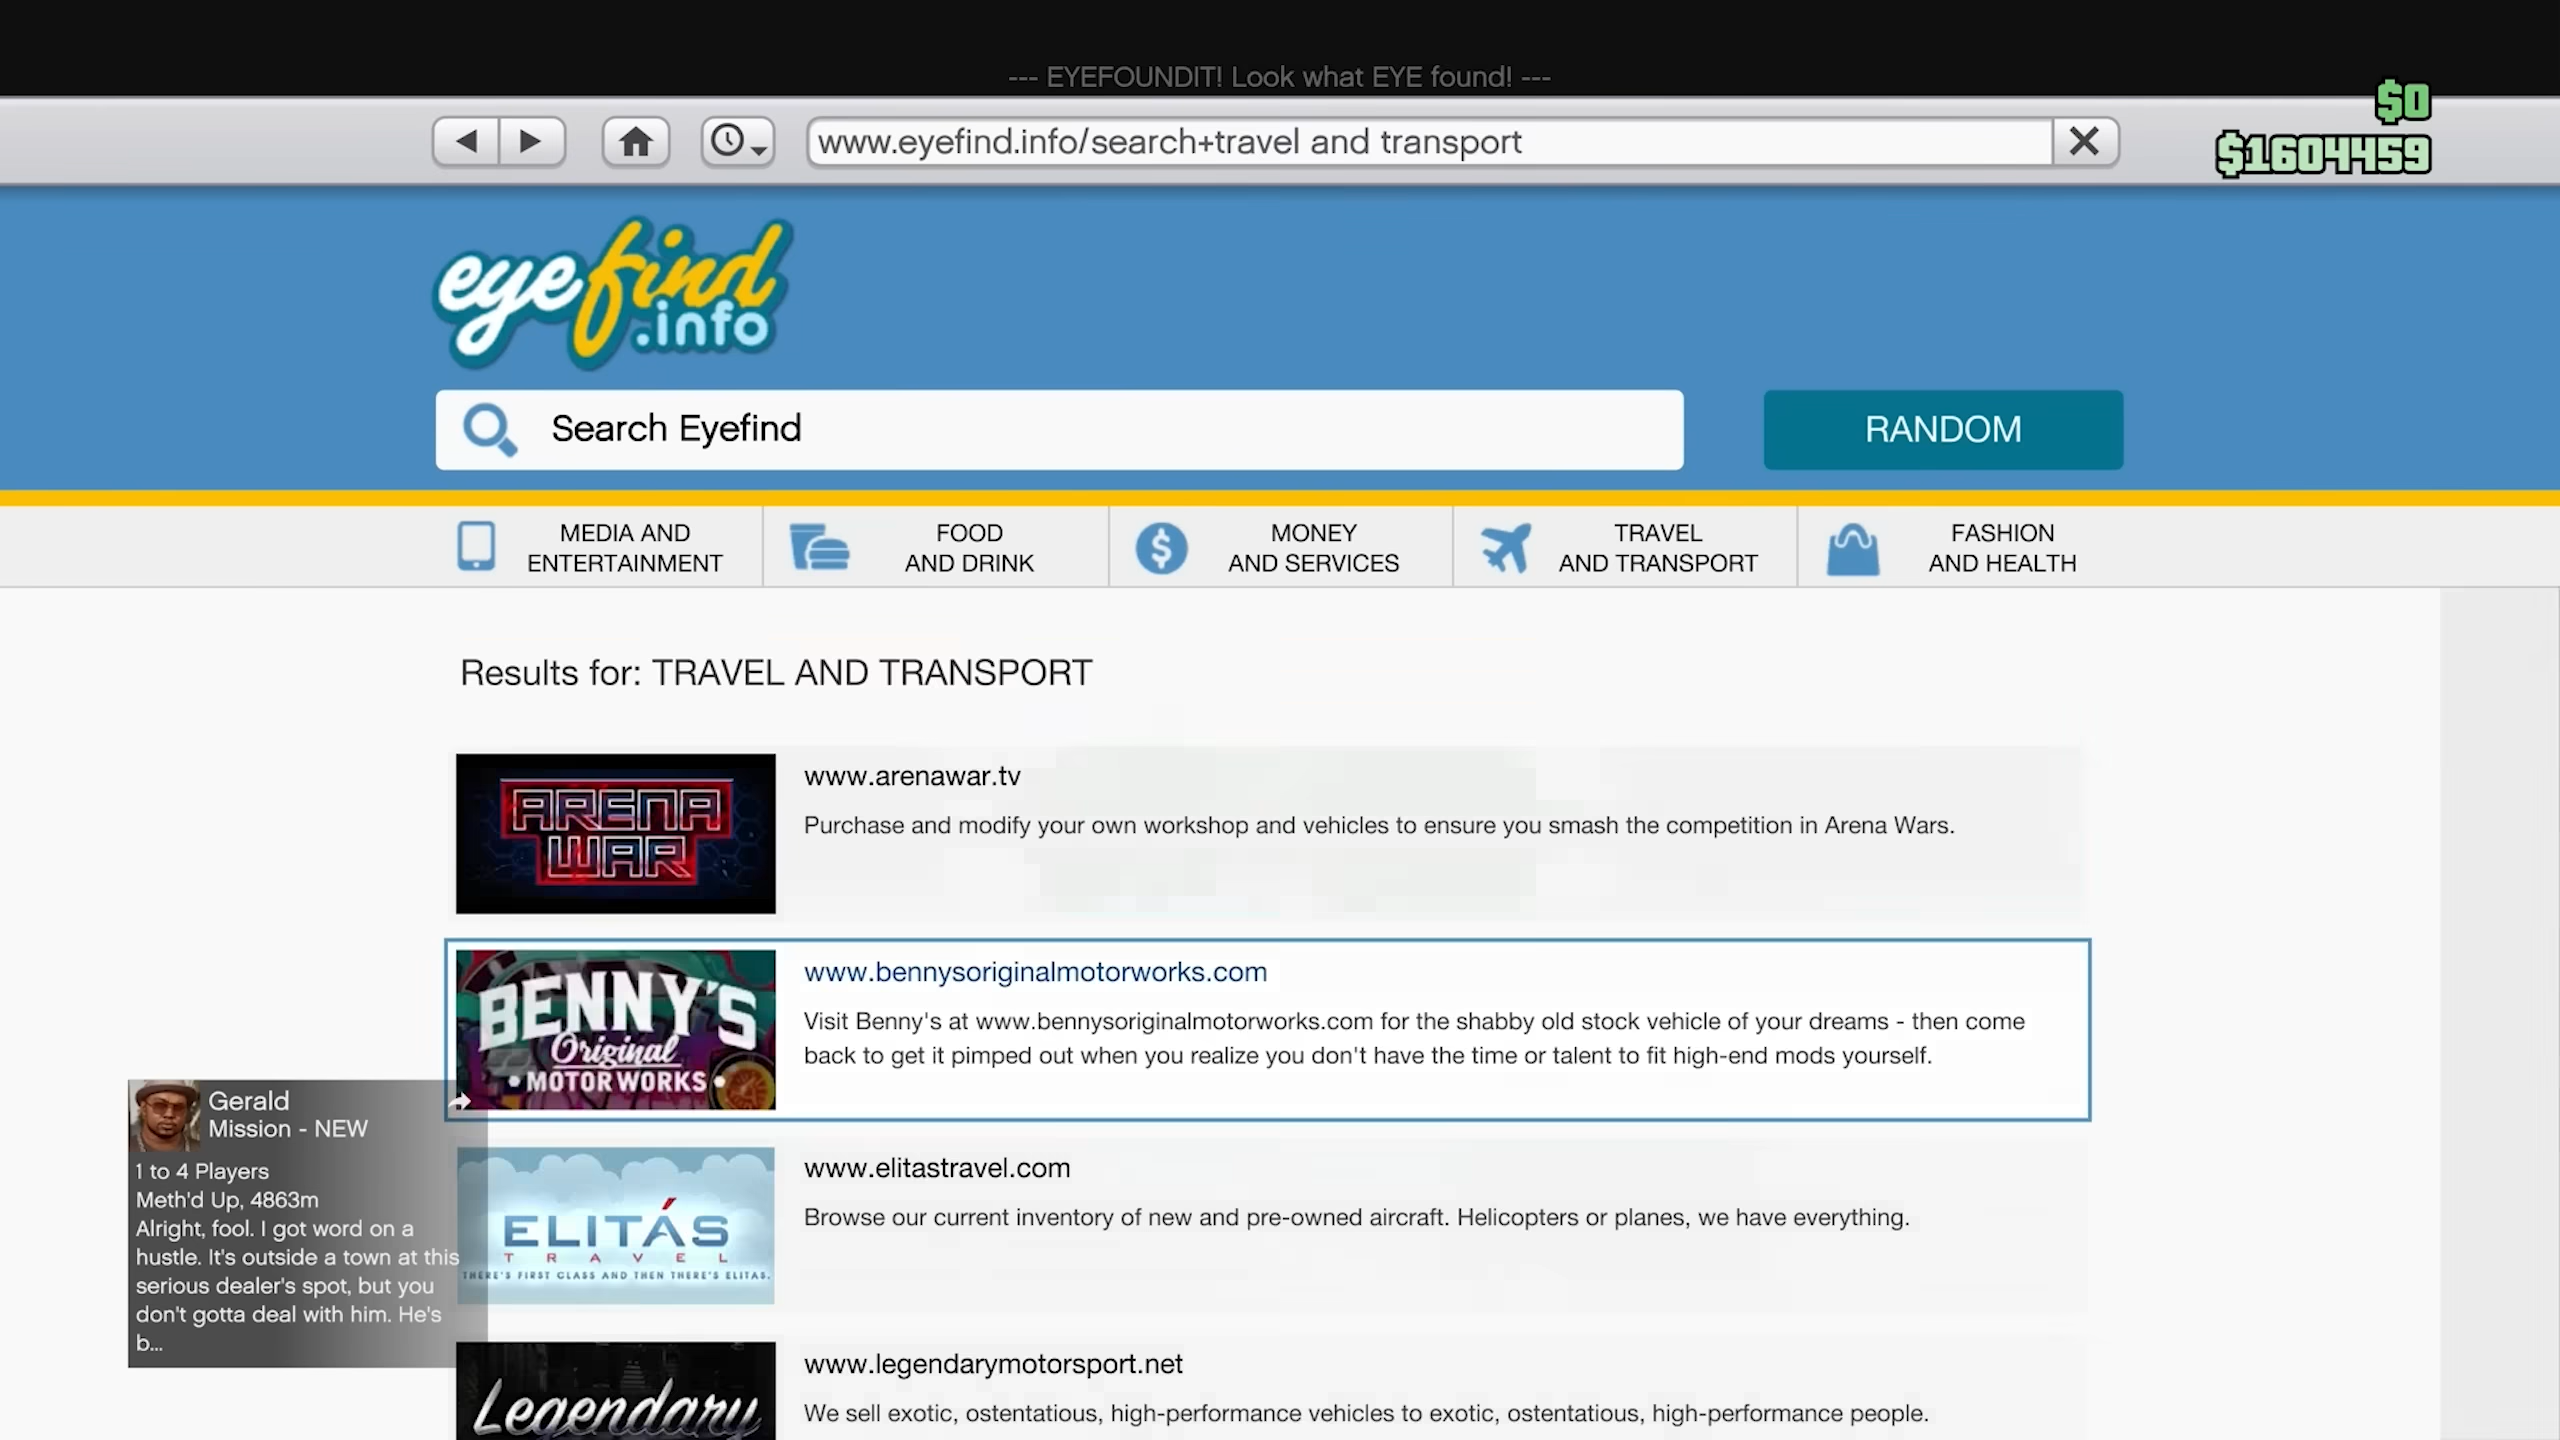 --- EYEFOUNDIT! Look what EYE found! ---
$0
www.eyefind.info/search+travel and transport
$1604459
eyefind
.info
Search Eyefind
RANDOM
MEDIA AND
ENTERTAINMENT
FOOD
AND DRINK
MONEY
AND SERVICES
TRAVEL
AND TRANSPORT
FASHION
AND HEALTH
Results for: TRAVEL AND TRANSPORT
ARENA
WAR
www.arenawar.tv
Purchase and modify your own workshop and vehicles to ensure you smash the competition in Arena Wars.
BENNY'S
Original
• MOTOR WORKS •
www.bennysoriginalmotorworks.com
Visit Benny's at www.bennysoriginalmotorworks.com for the shabby old stock vehicle of your dreams - then come
back to get it pimped out when you realize you don't have the time or talent to fit high-end mods yourself.
Gerald
Mission - NEW
1 to 4 Players
Meth'd Up, 4863m
Alright, fool. I got word on a
hustle. It's outside a town at this
serious dealer's spot, but you
don't gotta deal with him. He's
b...
ELITÁS
TRAVEL
THERE'S FIRST CLASS AND THEN THERE'S ELITAS.
www.elitastravel.com
Browse our current inventory of new and pre-owned aircraft. Helicopters or planes, we have everything.
Legendary
www.legendarymotorsport.net
We sell exotic, ostentatious, high-performance vehicles to exotic, ostentatious, high-performance people.